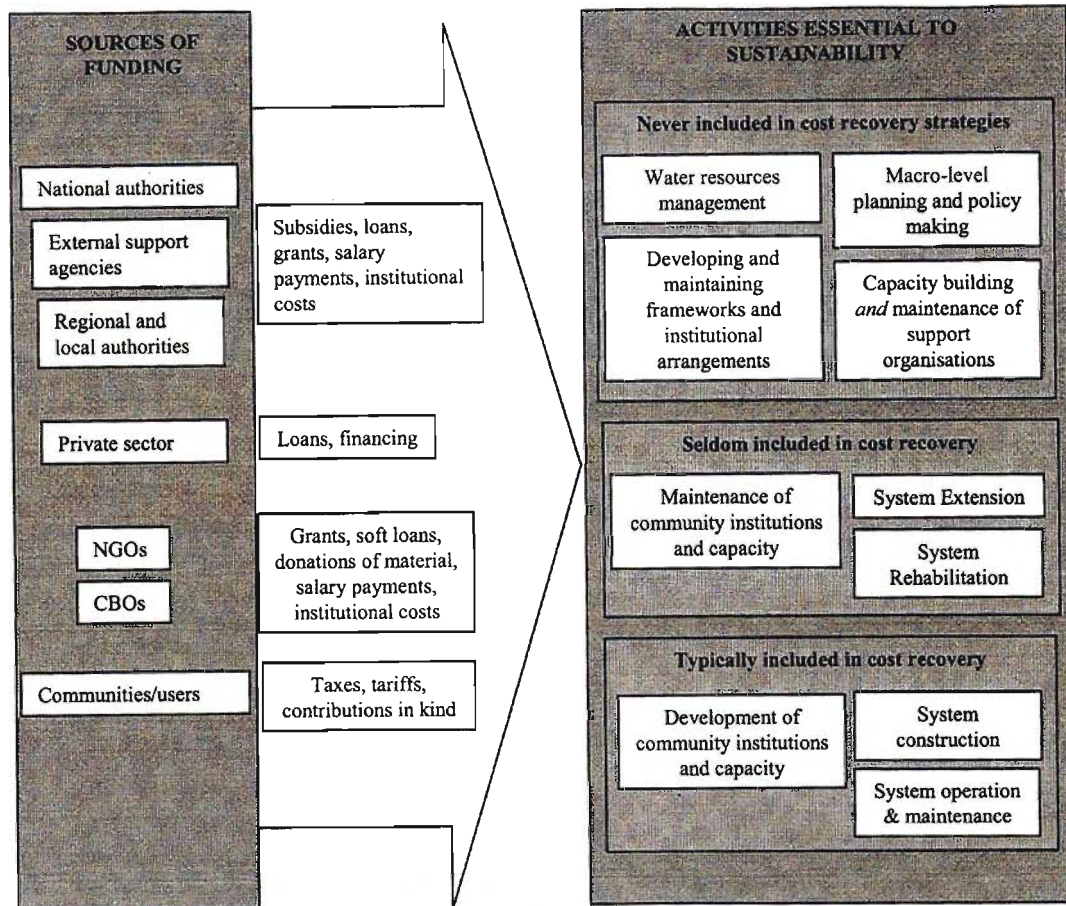 SOURCES OF
FUNDING
National authorities
External support
agencies
Regional and
local authorities
Private sector
NGOs
CBOs
Communities/users
Subsidies, loans,
grants, salary
payments, institutional
costs
Loans, financing
Grants, soft loans,
donations of material,
salary payments,
institutional costs
Taxes, tariffs,
contributions in kind
ACTIVITIES ESSENTIAL TO
SUSTAINABILITY
Never included in cost recovery strategies
Water resources
management
Macro-level
planning and policy
making
Developing and
maintaining
frameworks and
institutional
arrangements
Capacity building
and maintenance of
support
organisations
Seldom included in cost recovery
Maintenance of
community institutions
and capacity
System Extension
System
Rehabilitation
Typically included in cost recovery
Development of
community institutions
and capacity
System
construction
System operation
& maintenance